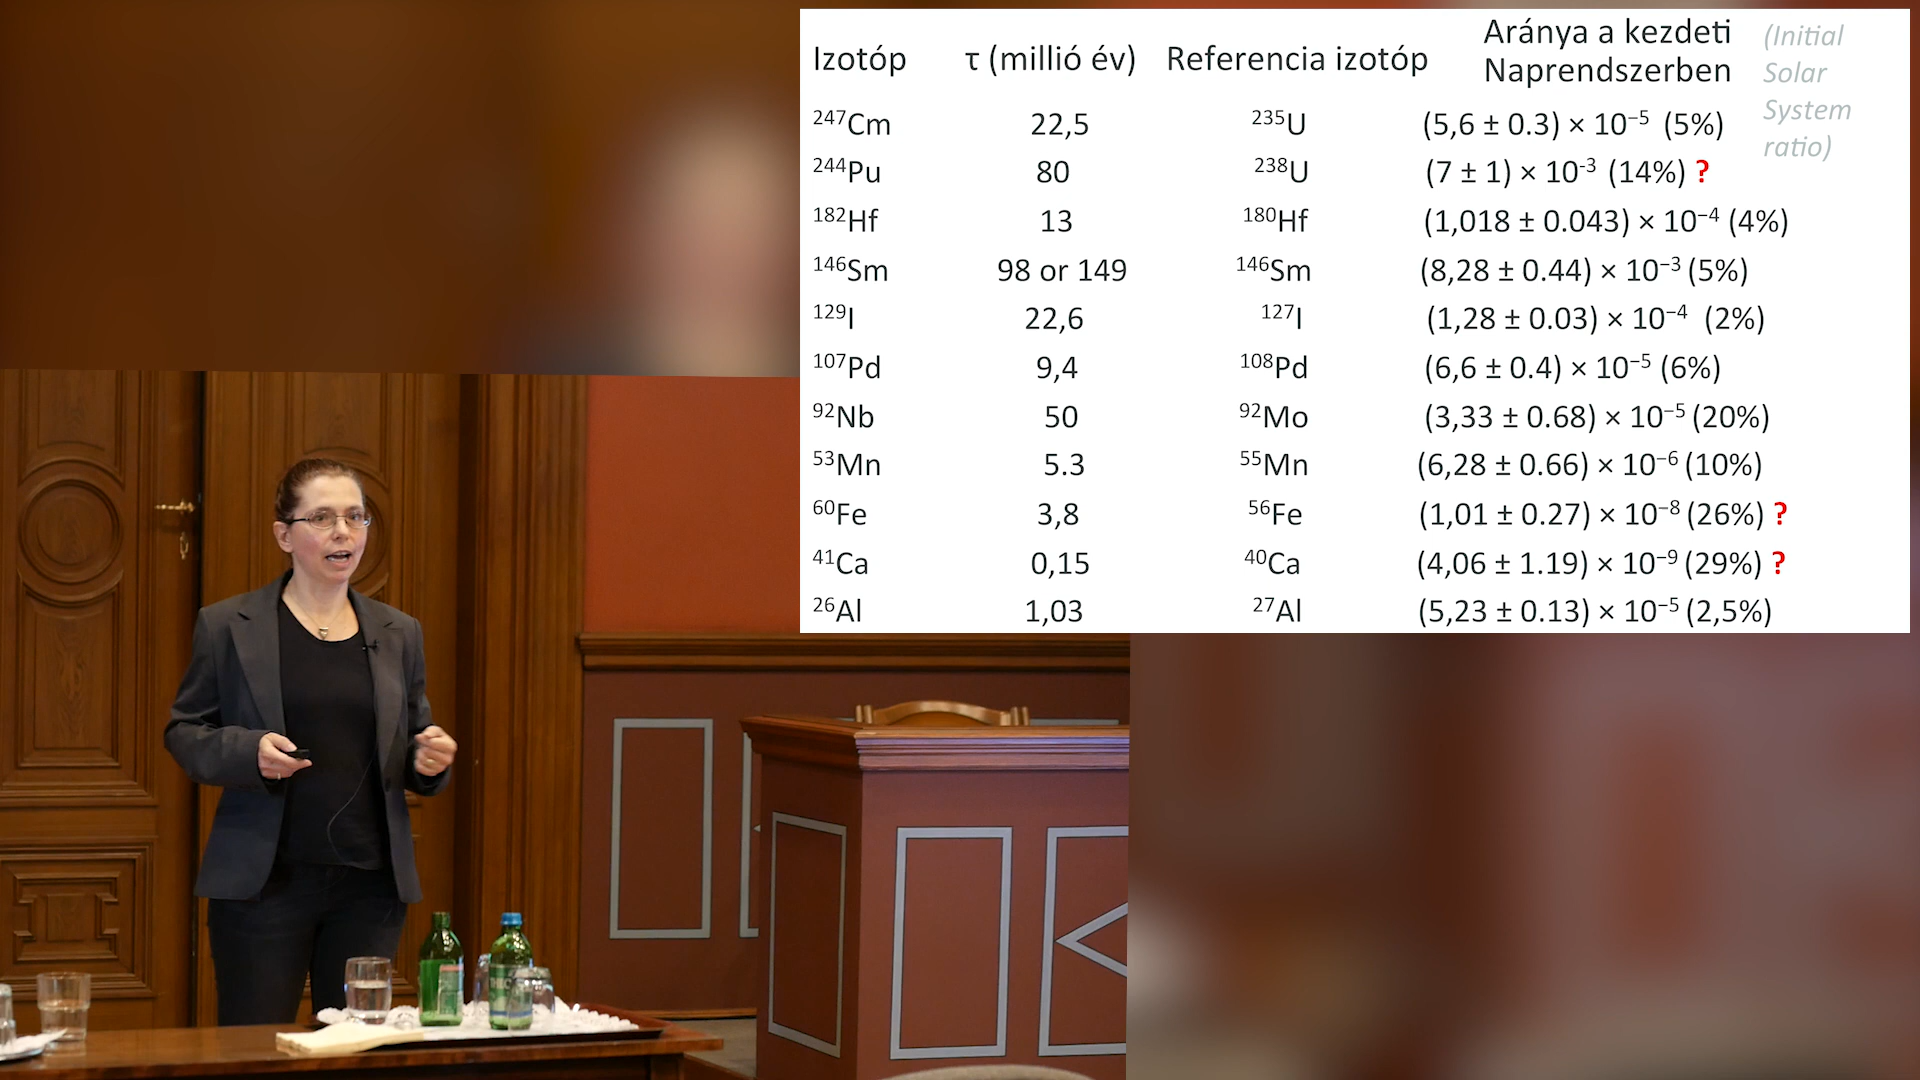 Izotóp τ (millió év) Referencia izotóp Aránya a kezdeti Naprendszerben (Initial Solar System ratio)
²⁴⁷Cm 22,5 ²³⁵U (5,6 ± 0.3) × 10⁻⁵ (5%)
²⁴⁴Pu 80 ²³⁸U (7 ± 1) × 10⁻³ (14%) ?
¹⁸²Hf 13 ¹⁸⁰Hf (1,018 ± 0.043) × 10⁻⁴ (4%)
¹⁴⁶Sm 98 or 149 ¹⁴⁶Sm (8,28 ± 0.44) × 10⁻³ (5%)
¹²⁹I 22,6 ¹²⁷I (1,28 ± 0.03) × 10⁻⁴ (2%)
¹⁰⁷Pd 9,4 ¹⁰⁸Pd (6,6 ± 0.4) × 10⁻⁵ (6%)
⁹²Nb 50 ⁹²Mo (3,33 ± 0.68) × 10⁻⁵ (20%)
⁵³Mn 5.3 ⁵⁵Mn (6,28 ± 0.66) × 10⁻⁶ (10%)
⁶⁰Fe 3,8 ⁵⁶Fe (1,01 ± 0.27) × 10⁻⁸ (26%) ?
⁴¹Ca 0,15 ⁴⁰Ca (4,06 ± 1.19) × 10⁻⁹ (29%) ?
²⁶Al 1,03 ²⁷Al (5,23 ± 0.13) × 10⁻⁵ (2,5%)